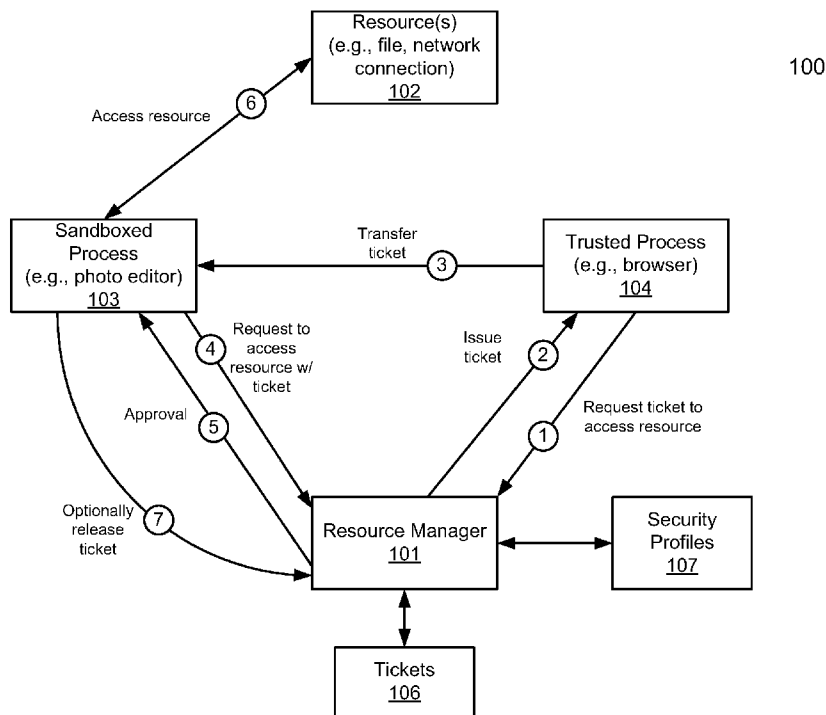 Resource(s)
(e.g., file, network
connection)
102
100
6
Access resource
Sandboxed
Process
(e.g., photo editor)
103
Transfer
ticket
3
Trusted Process
(e.g., browser)
104
4
Request to
access
resource w/
ticket
Issue
ticket
2
Approval
5
1
Request ticket to
access resource
Optionally
release
ticket
7
Resource Manager
101
Security
Profiles
107
Tickets
106